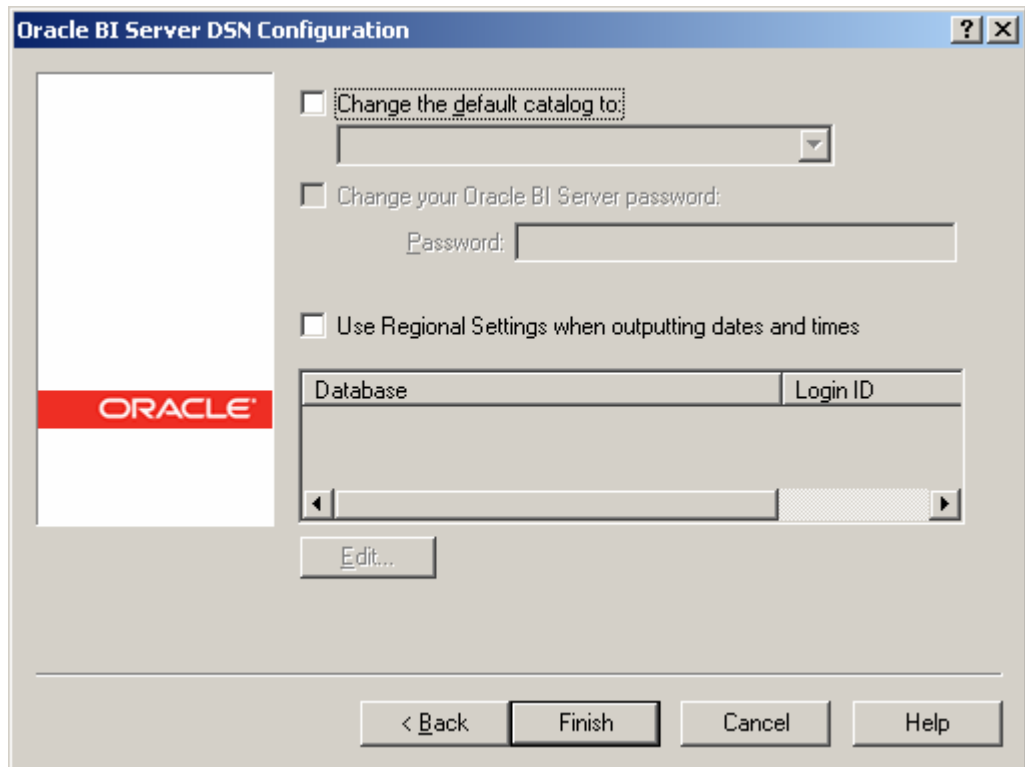 Oracle BI Server DSN Configuration
Change the default catalog to:
Change your Oracle BI Server password:
Password:
Use Regional Settings when outputting dates and times
Database Login ID
ORACLE
Edit...
< Back Finish Cancel Help